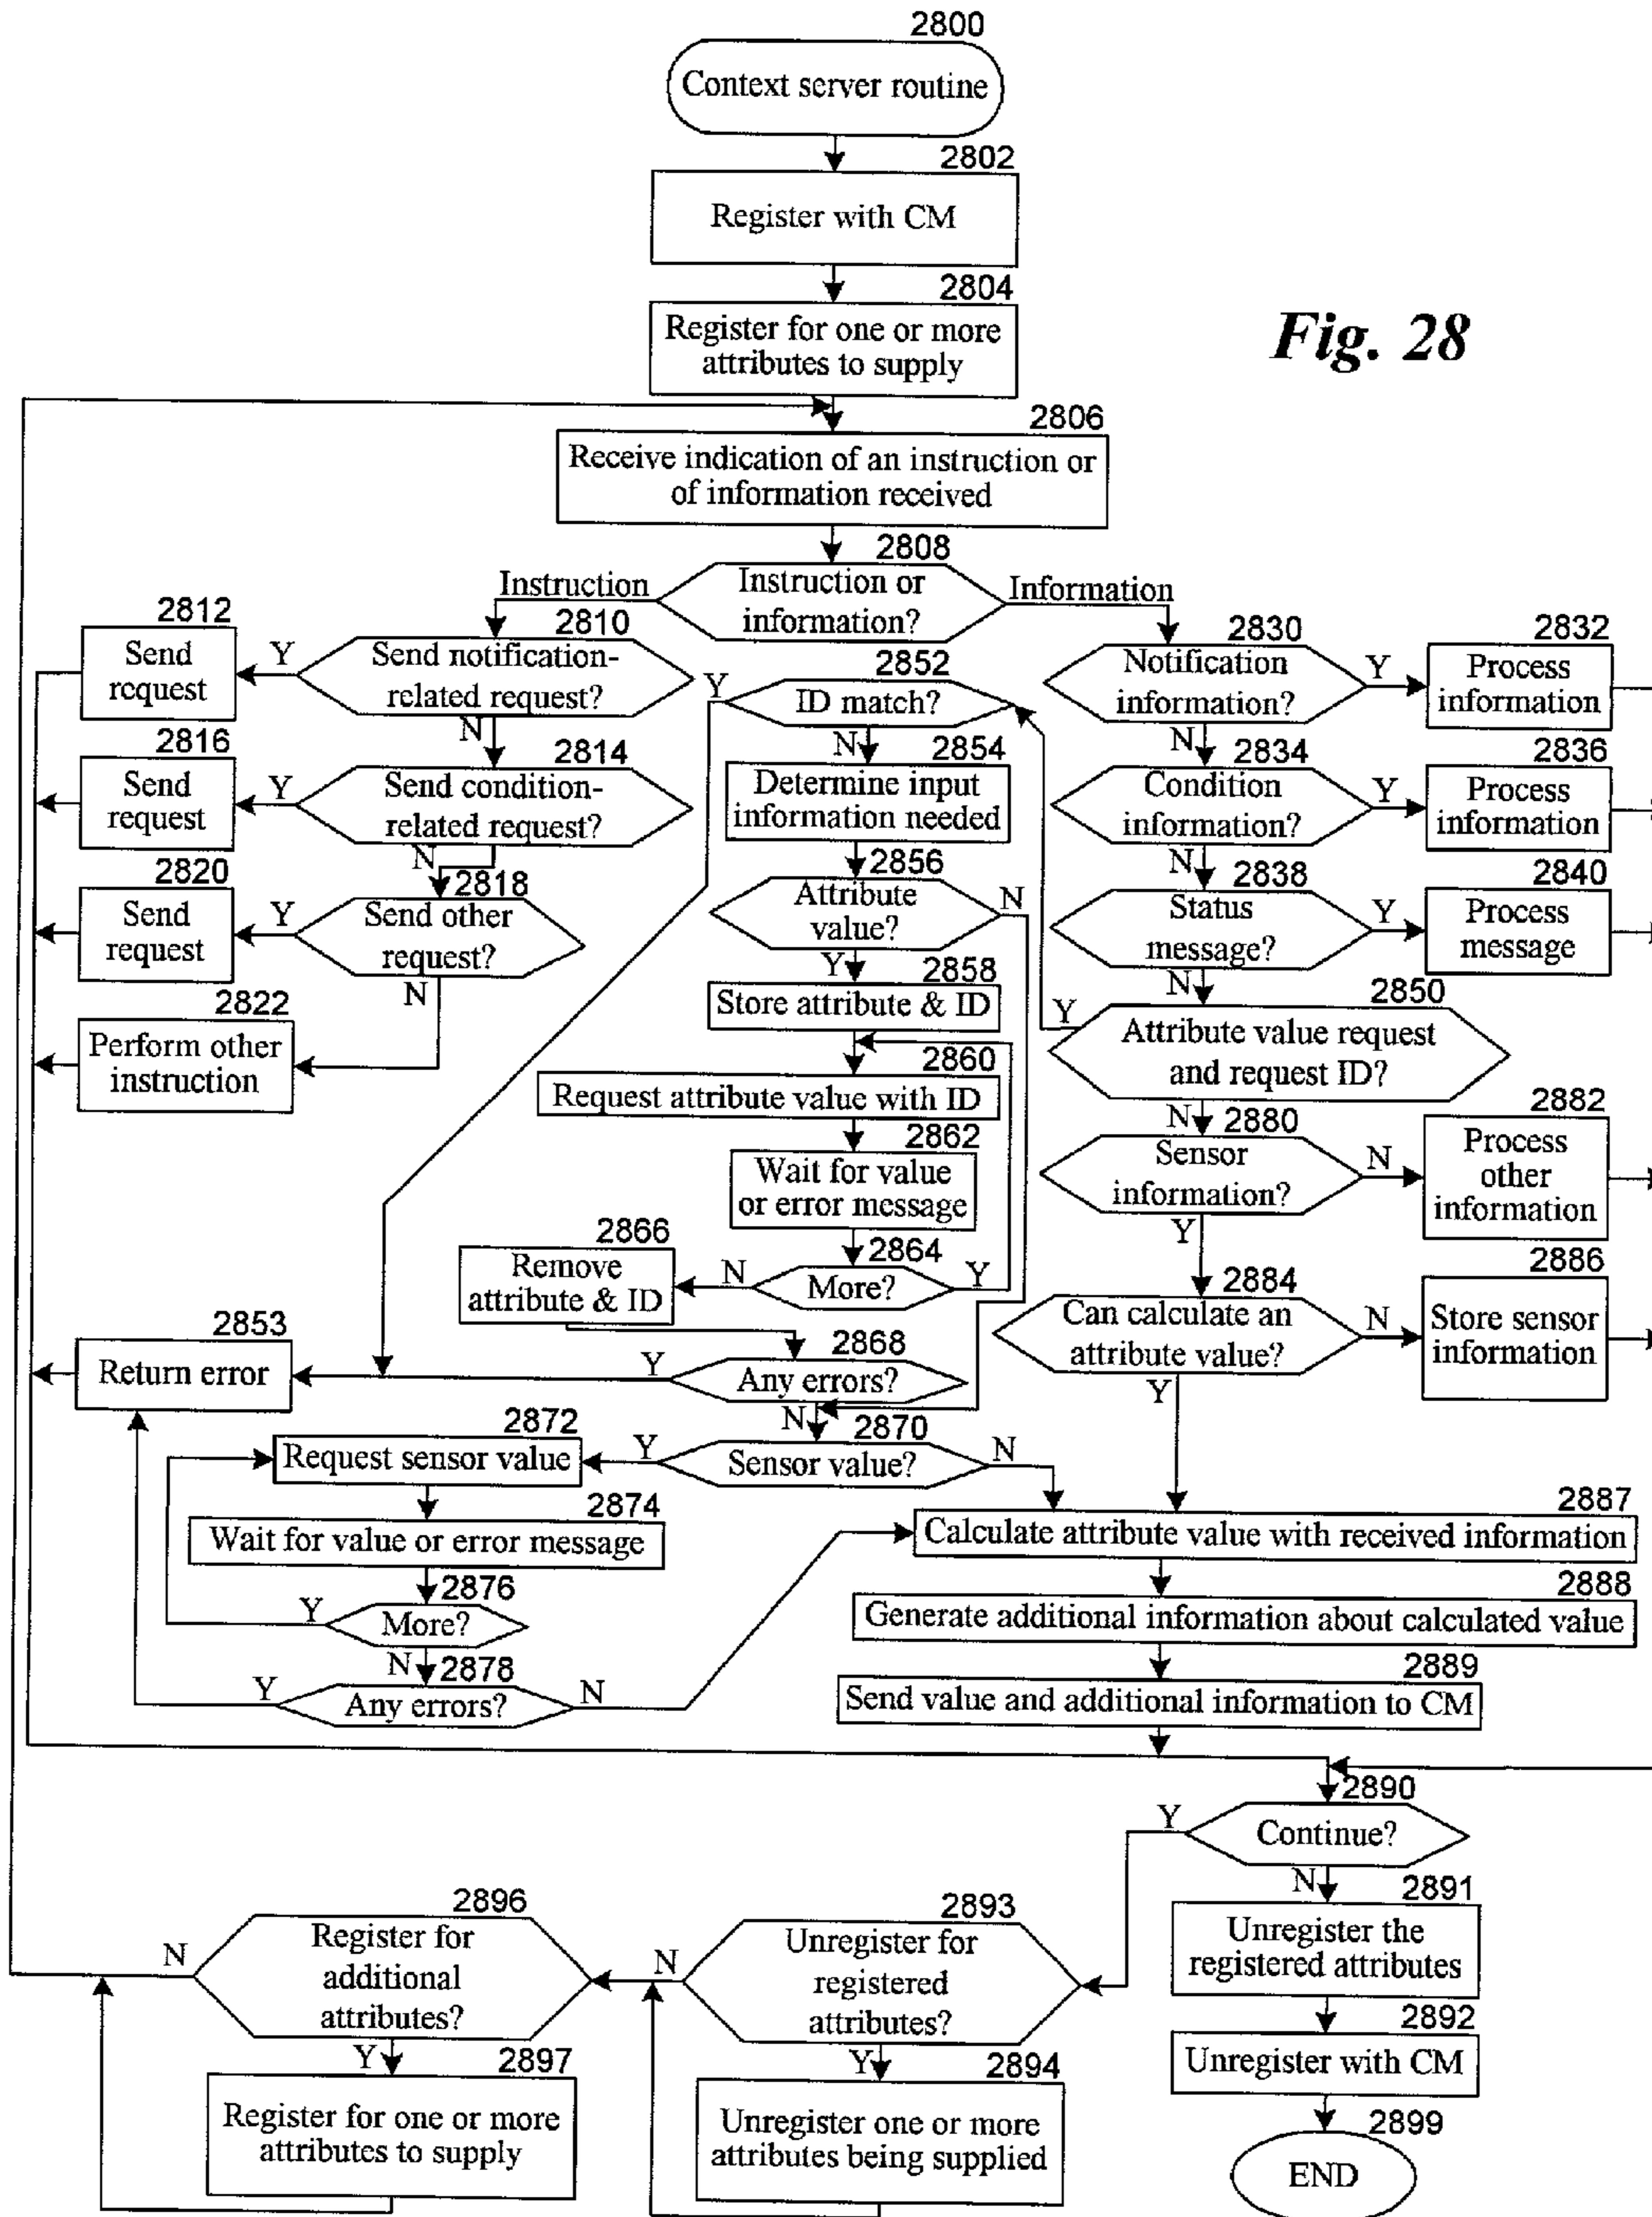 2800
Context server routine
2802
Register with CM
2804
Register for one or more
attributes to supply
Fig. 28
2806
Receive indication of an instruction or
of information received
2808
Instruction
Instruction or
information?
Information
2812
Send
request
Y
2810
Send notification-
related request?
N
2816
Send
request
Y
2814
Send condition-
related request?
N
2820
Send
request
Y
2818
Send other
request?
N
2822
Perform other
instruction
2852
Y
ID match?
N
2854
Determine input
information needed
2856
Attribute
value?
N
Y
2858
Store attribute & ID
2860
Request attribute value with ID
2862
Wait for value
or error message
2864
More?
Y
N
2866
Remove
attribute & ID
2853
Return error
2868
Y
Any errors?
N
2870
Y
Sensor value?
N
2872
Request sensor value
2874
Wait for value or error message
2876
Y
More?
N
2878
Y
Any errors?
N
2830
Notification
information?
Y
2832
Process
information
N
2834
Condition
information?
Y
2836
Process
information
N
2838
Status
message?
Y
2840
Process
message
N
2850
Y
Attribute value request
and request ID?
N
2880
Sensor
information?
N
2882
Process
other
information
Y
2884
Can calculate an
attribute value?
N
2886
Store sensor
information
Y
2887
Calculate attribute value with received information
2888
Generate additional information about calculated value
2889
Send value and additional information to CM
2890
Y
Continue?
N
2891
Unregister the
registered attributes
2892
Unregister with CM
2899
END
2893
Unregister for
registered
attributes?
N
Y
2894
Unregister one or more
attributes being supplied
2896
Register for
additional
attributes?
N
Y
2897
Register for one or more
attributes to supply